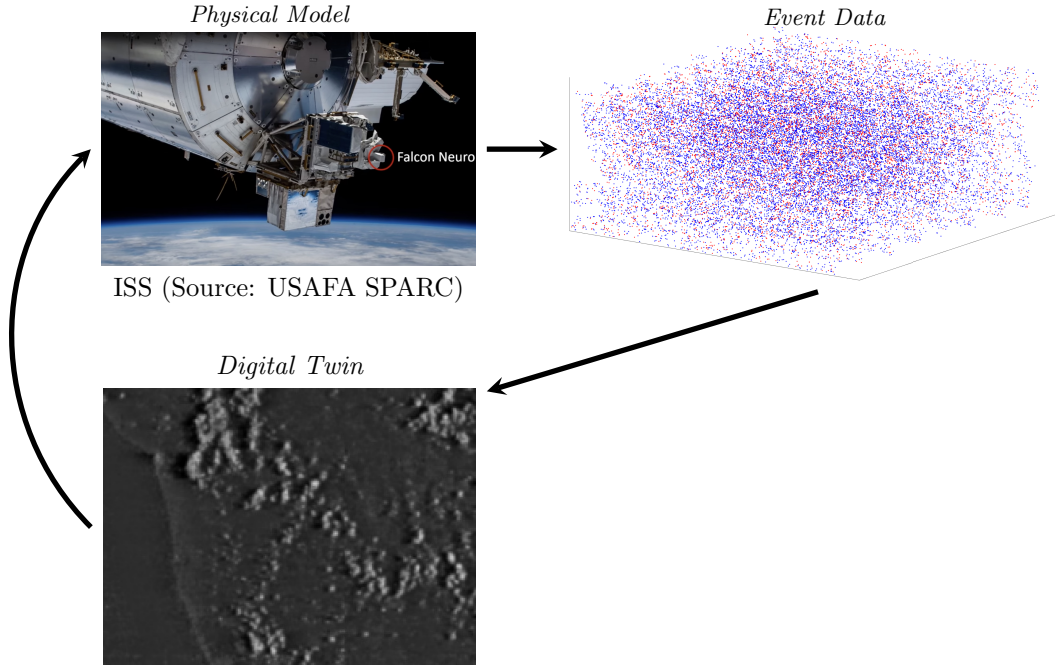 Physical Model
Event Data
Falcon Neuro
ISS (Source: USAFA SPARC)
Digital Twin